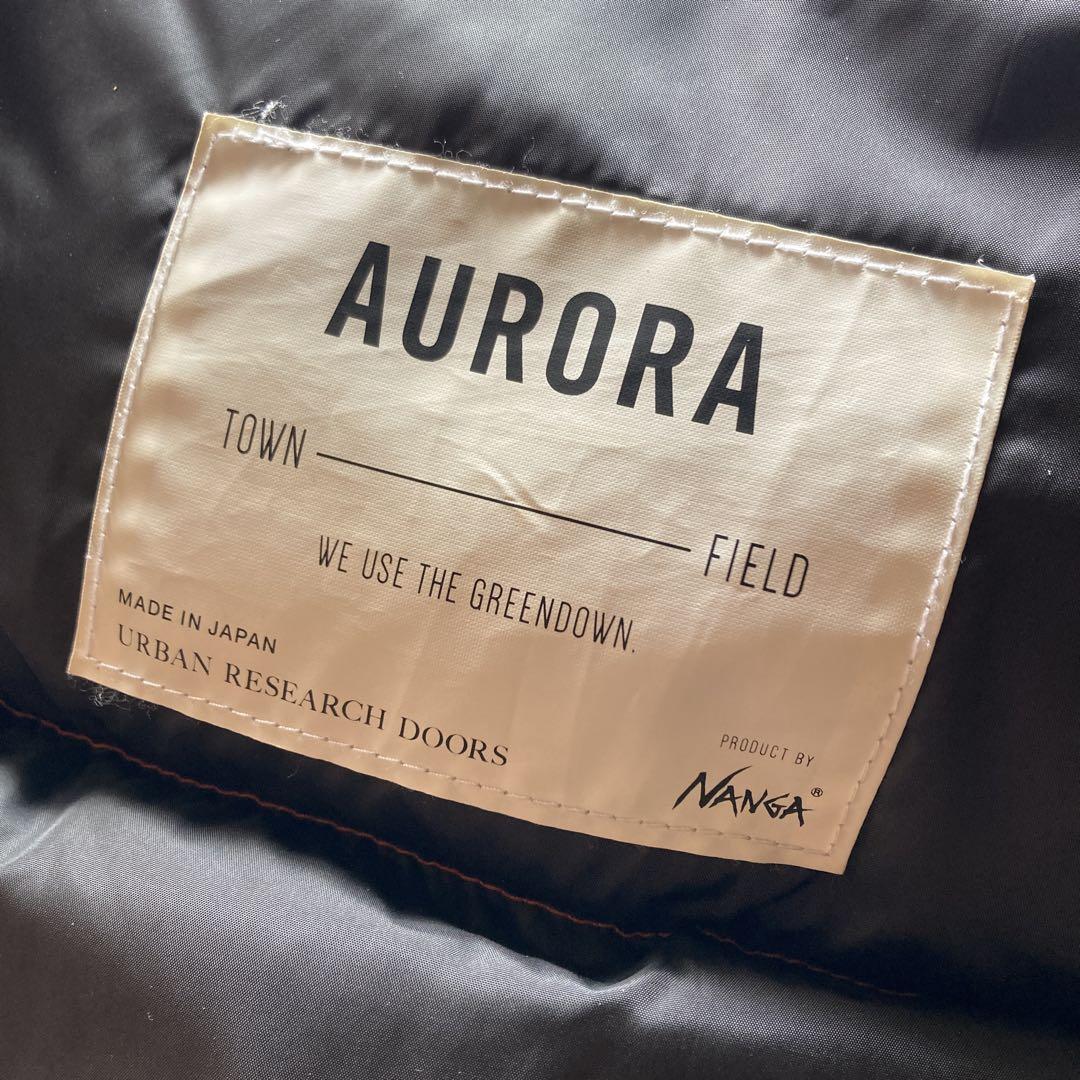 AURORA
TOWN FIELD
WE USE THE GREENDOWN.
MADE IN JAPAN
URBAN RESEARCH DOORS
PRODUCT BY
NANGA®